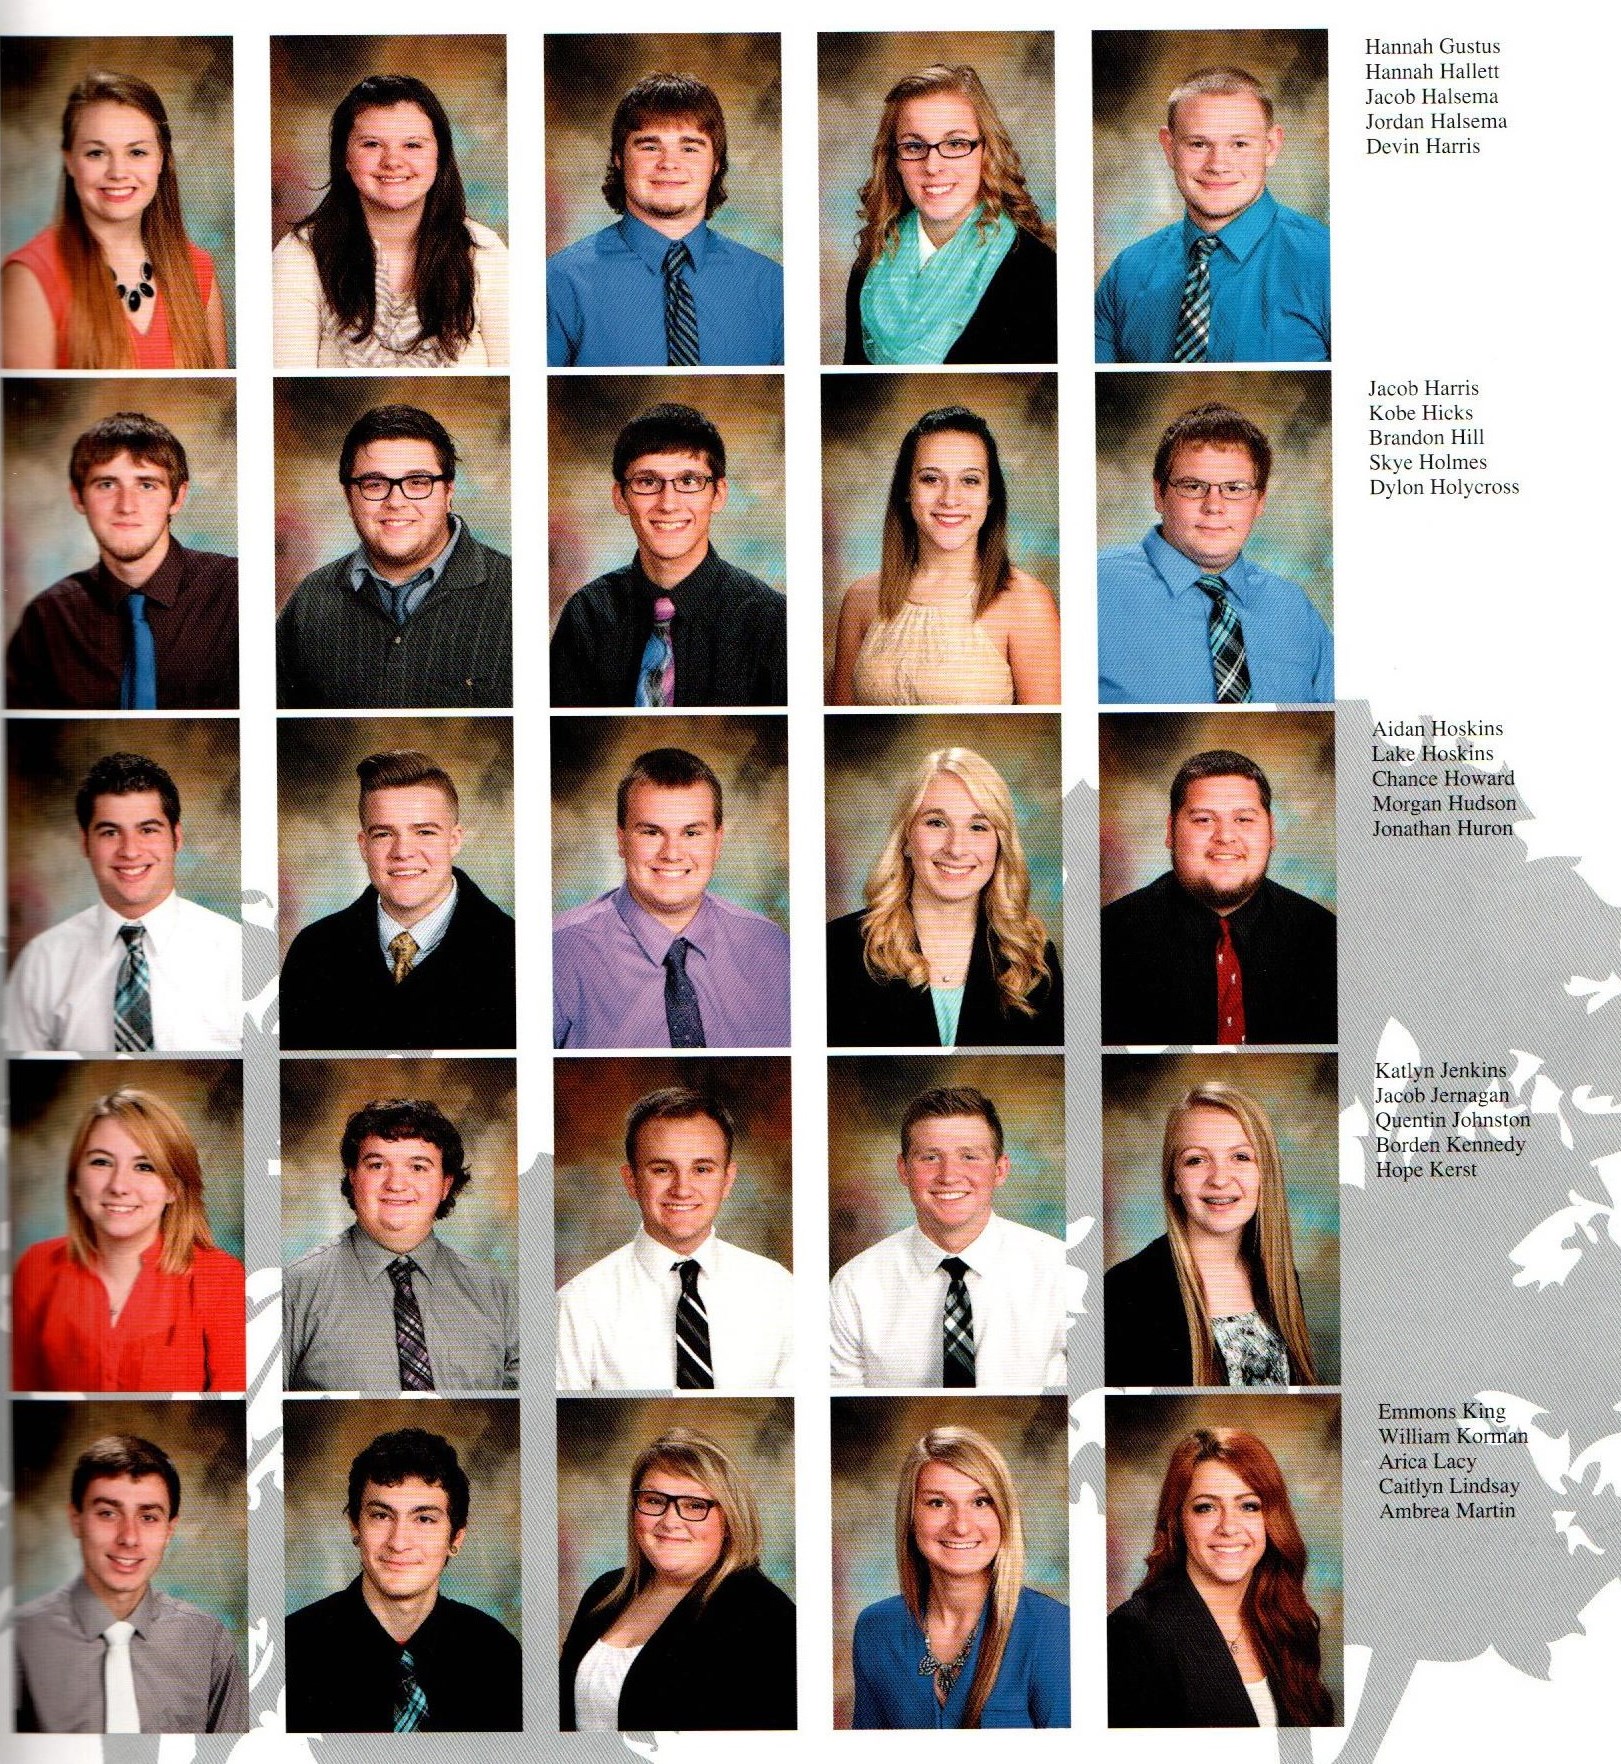 Hannah Gustus
Hannah Hallett
Jacob Halsema
Jordan Halsema
Devin Harris
Jacob Harris
Kobe Hicks
Brandon Hill
Skye Holmes
Dylon Holycross
Aidan Hoskins
Lake Hoskins
Chance Howard
Morgan Hudson
Jonathan Huron
Katlyn Jenkins
Jacob Jernagan
Quentin Johnston
Borden Kennedy
Hope Kerst
Emmons King
William Korman
Arica Lacy
Caitlyn Lindsay
Ambrea Martin